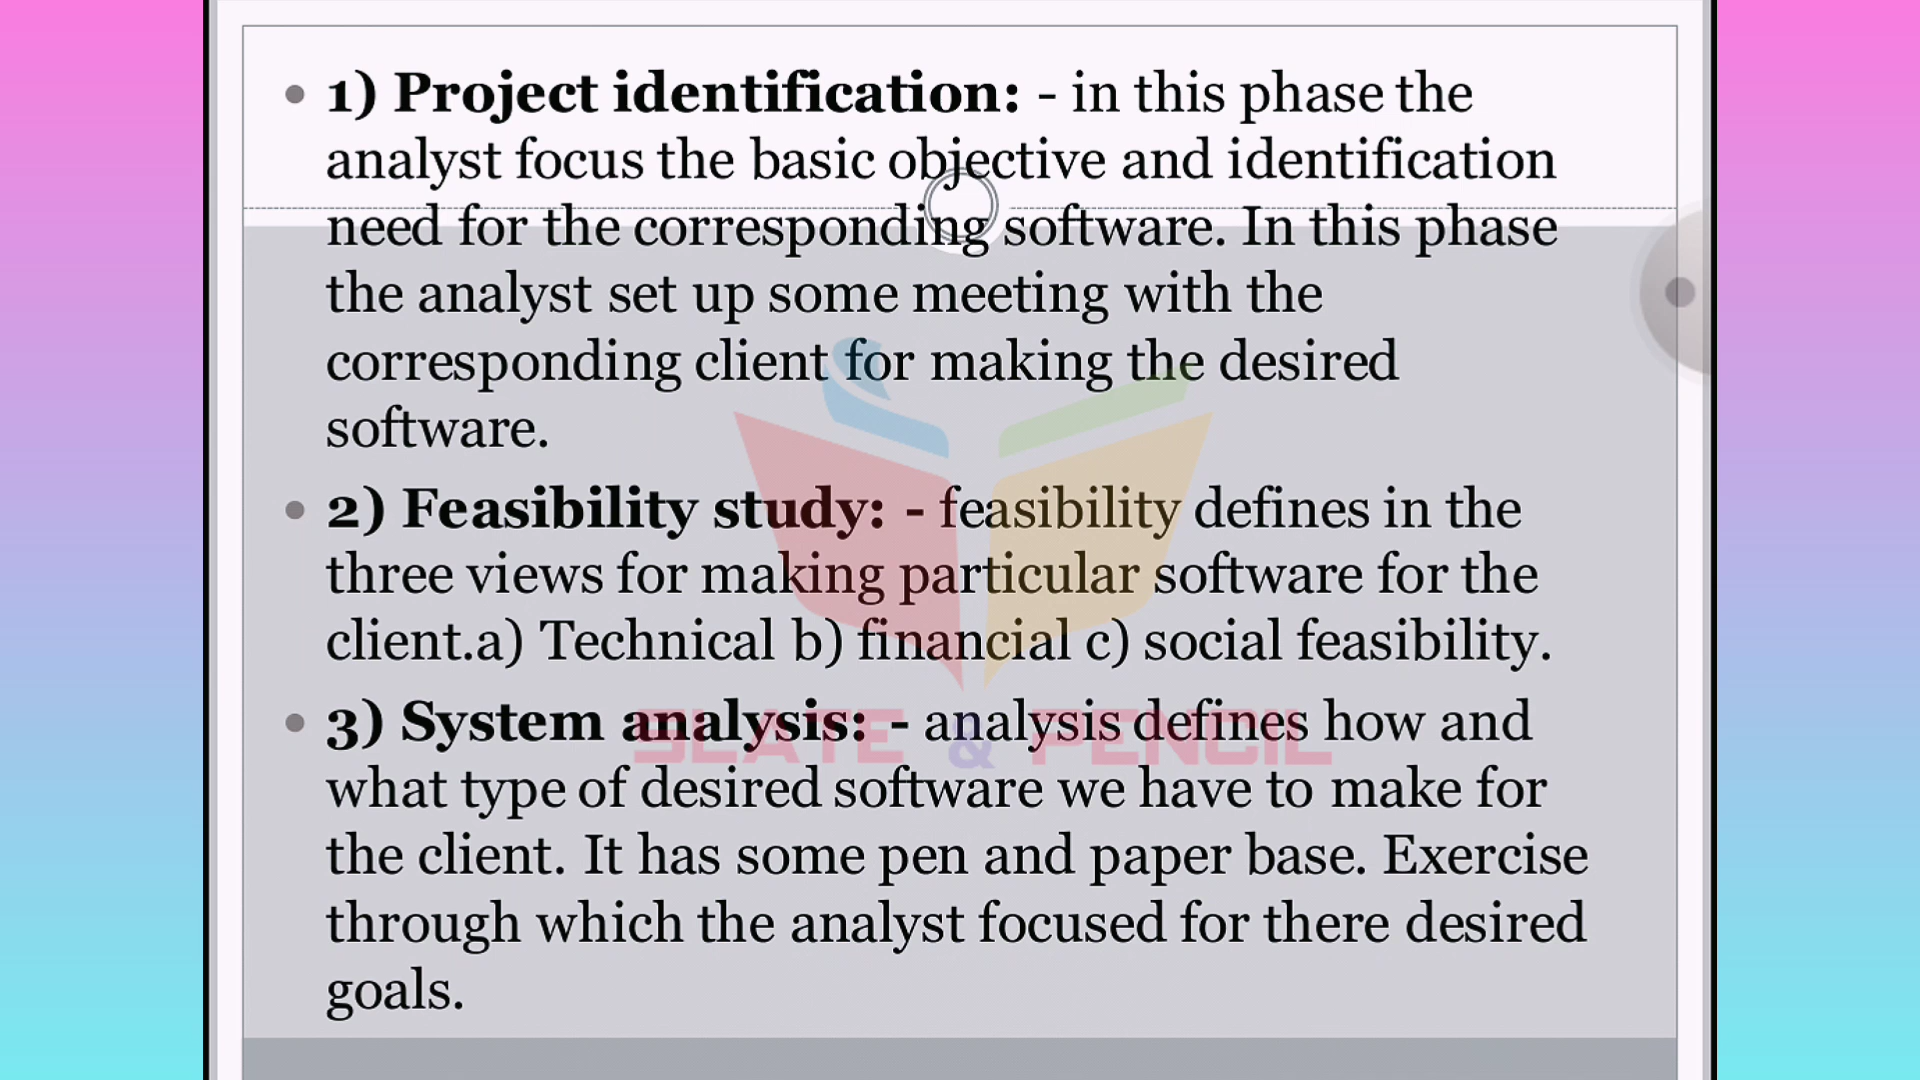 • 1) Project identification: - in this phase the
analyst focus the basic objective and identification
need for the corresponding software. In this phase
the analyst set up some meeting with the
corresponding client for making the desired
software.
• 2) Feasibility study: - feasibility defines in the
three views for making particular software for the
client.a) Technical b) financial c) social feasibility.
• 3) System analysis: - analysis defines how and
what type of desired software we have to make for
the client. It has some pen and paper base. Exercise
through which the analyst focused for there desired
goals.
SLATE & PENCIL